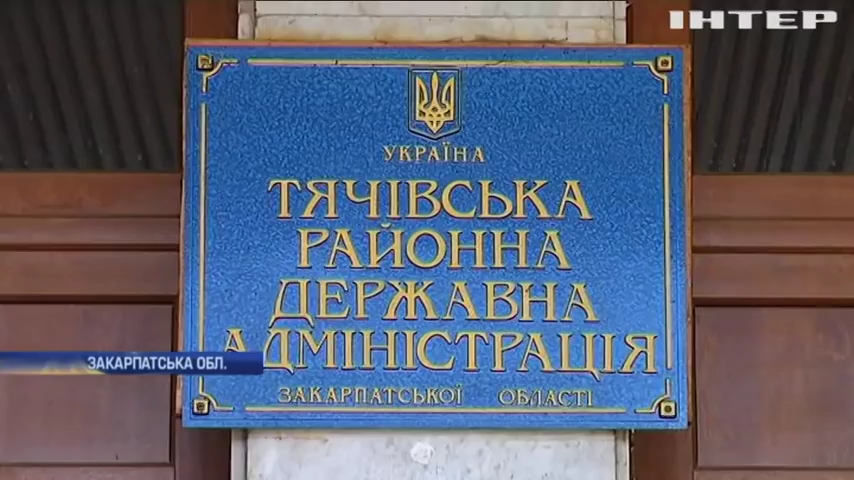 ІНТЕР
УКРАЇНА
ТЯЧІВСЬКА
РАЙОННА
ДЕРЖАВНА
АДМІНІСТРАЦІЯ
ЗАКАРПАТСЬКА ОБЛ.
ЗАКАРПАТСЬКОЇ ОБЛАСТІ